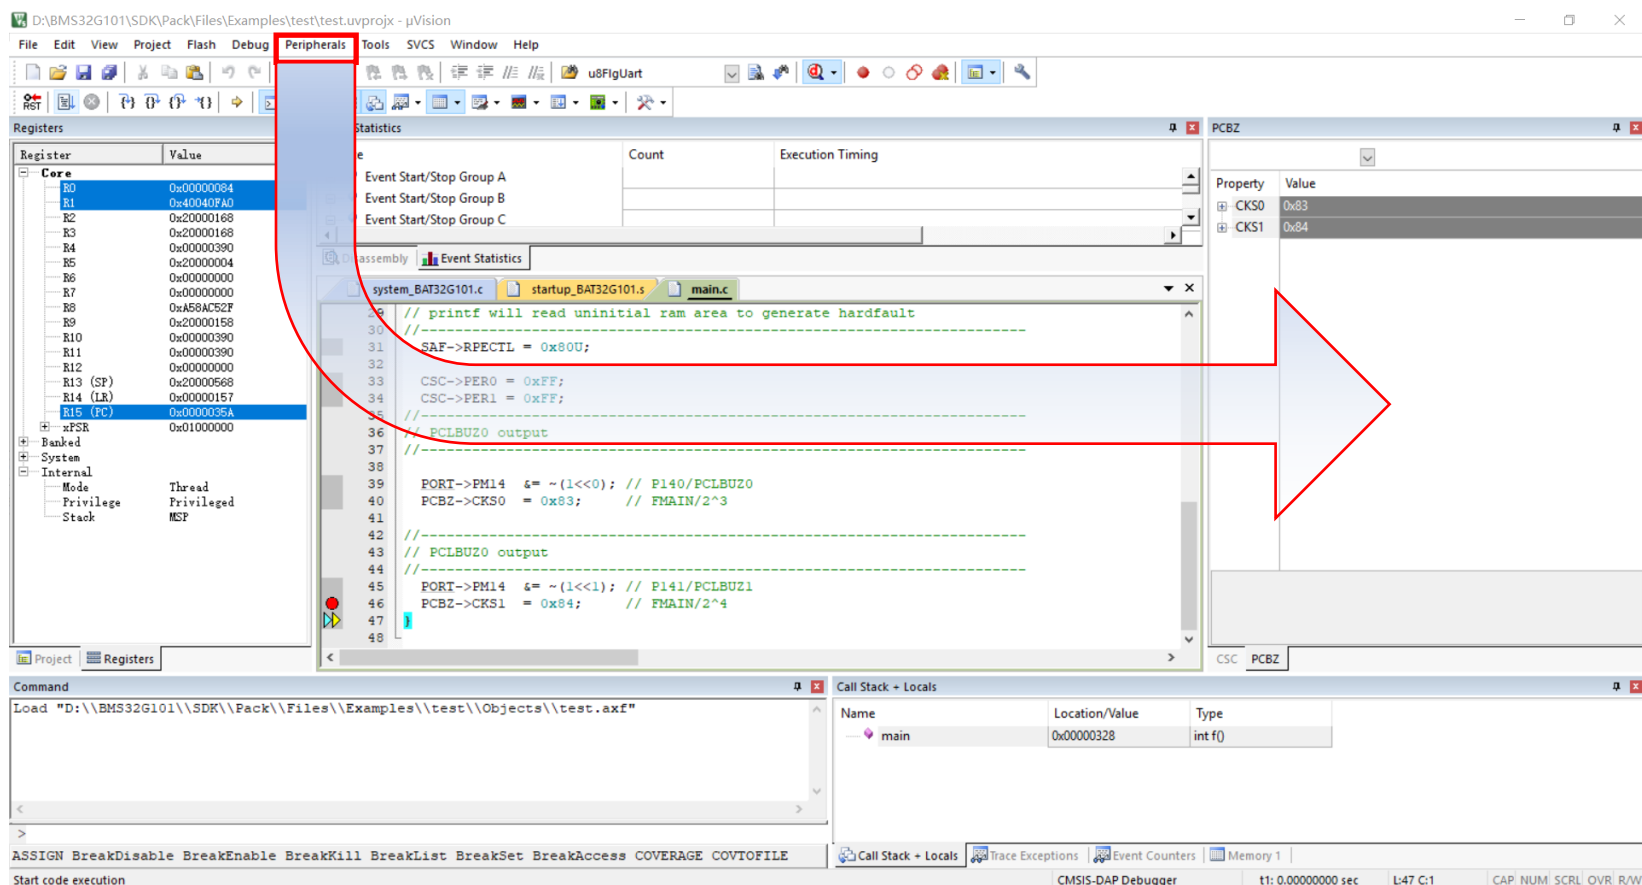 D:\BMS32G101\SDK\Pack\Files\Examples\test\test.uvprojx - µVision
File Edit View Project Flash Debug Peripherals Tools SVCS Window Help
u8FlgUart
RST
Registers
Statistics
PCBZ
Register Value
Core
R0 0x00000084
R1 0x40040FA0
R2 0x20000168
R3 0x20000168
R4 0x00000390
R5 0x20000004
R6 0x00000000
R7 0x00000000
R8 0xA58AC52F
R9 0x20000158
R10 0x00000390
R11 0x00000390
R12 0x00000000
R13 (SP) 0x20000568
R14 (LR) 0x00000157
R15 (PC) 0x0000035A
xPSR 0x01000000
Banked
System
Internal
Mode Thread
Privilege Privileged
Stack MSP
Project Registers
Count Execution Timing
Event Start/Stop Group A
Event Start/Stop Group B
Event Start/Stop Group C
Event Statistics
system_BAT32G101.c startup_BAT32G101.s main.c
29 // printf will read uninitial ram area to generate hardfault
30 //-----------------------------------------------------------------------
31 SAF->RPECTL = 0x80U;
32
33 CSC->PER0 = 0xFF;
34 CSC->PER1 = 0xFF;
35 //-----------------------------------------------------------------------
36 // PCLBUZ0 output
37 //-----------------------------------------------------------------------
38
39 PORT->PM14 &= ~(1<<0); // P140/PCLBUZ0
40 PCBZ->CKS0 = 0x83; // FMAIN/2^3
41
42 //-----------------------------------------------------------------------
43 // PCLBUZ0 output
44 //-----------------------------------------------------------------------
45 PORT->PM14 &= ~(1<<1); // P141/PCLBUZ1
46 PCBZ->CKS1 = 0x84; // FMAIN/2^4
47 }
48
Property Value
CKS0 0x83
CKS1 0x84
CSC PCBZ
Command
Load "D:\\BMS32G101\\SDK\\Pack\\Files\\Examples\\test\\Objects\\test.axf"
>
ASSIGN BreakDisable BreakEnable BreakKill BreakList BreakSet BreakAccess COVERAGE COVTOFILE
Call Stack + Locals
Name Location/Value Type
main 0x00000328 int f()
Call Stack + Locals Trace Exceptions Event Counters Memory 1
Start code execution
CMSIS-DAP Debugger t1: 0.00000000 sec L:47 C:1 CAP NUM SCRL OVR R/W